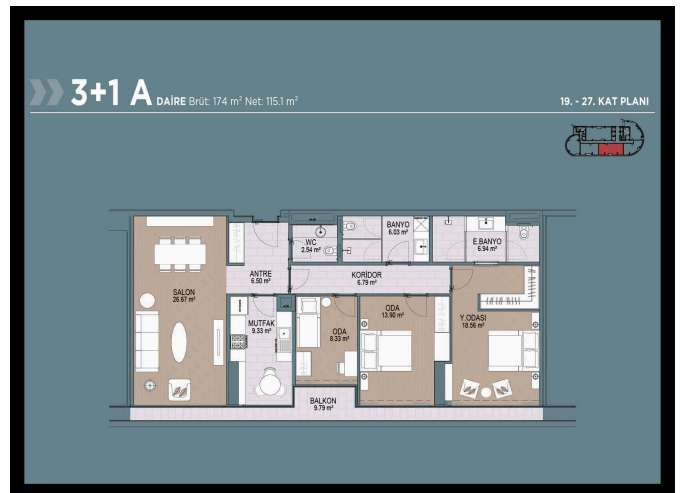 3+1 A DAİRE Brüt: 174 m² Net: 115.1 m²
19. - 27. KAT PLANI
WC
2.54 m²
BANYO
6.03 m²
E.BANYO
6.94 m²
ANTRE
6.50 m²
KORİDOR
6.79 m²
SALON
26.67 m²
MUTFAK
9.33 m²
ODA
8.33 m²
ODA
13.90 m²
Y.ODASI
18.56 m²
BALKON
9.79 m²